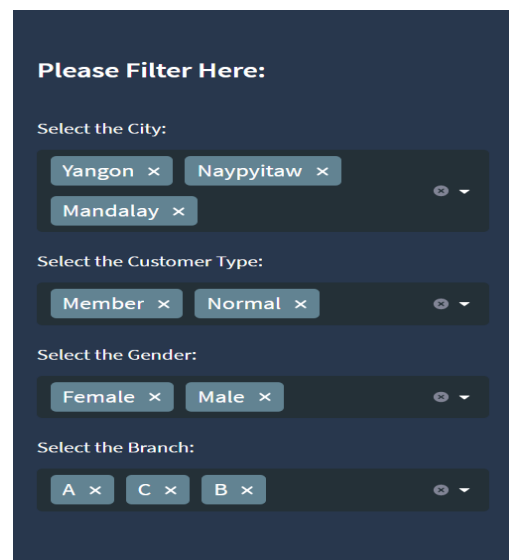 Please Filter Here:
Select the City:
Yangon × Naypyitaw ×
Mandalay ×
Select the Customer Type:
Member × Normal ×
Select the Gender:
Female × Male ×
Select the Branch:
A × C × B ×